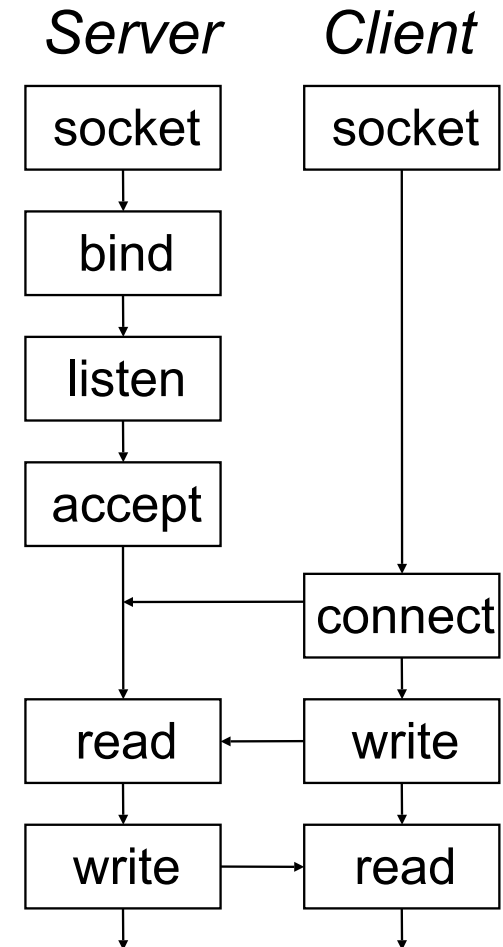 Server Client
socket socket
bind
listen
accept
connect
read write
write read